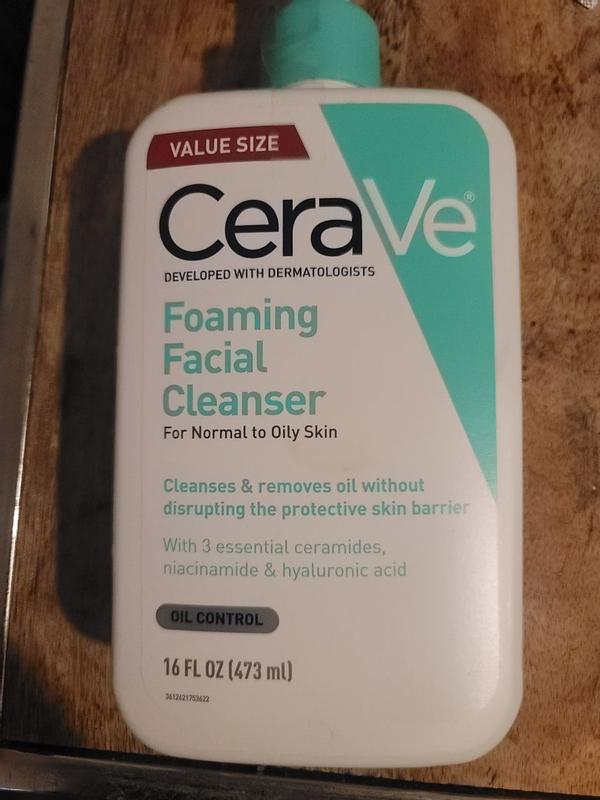 VALUE SIZE
CeraVe®
DEVELOPED WITH DERMATOLOGISTS
Foaming
Facial
Cleanser
For Normal to Oily Skin
Cleanses & removes oil without
disrupting the protective skin barrier
With 3 essential ceramides,
niacinamide & hyaluronic acid
OIL CONTROL
16 FL OZ (473 ml)
3612621753622